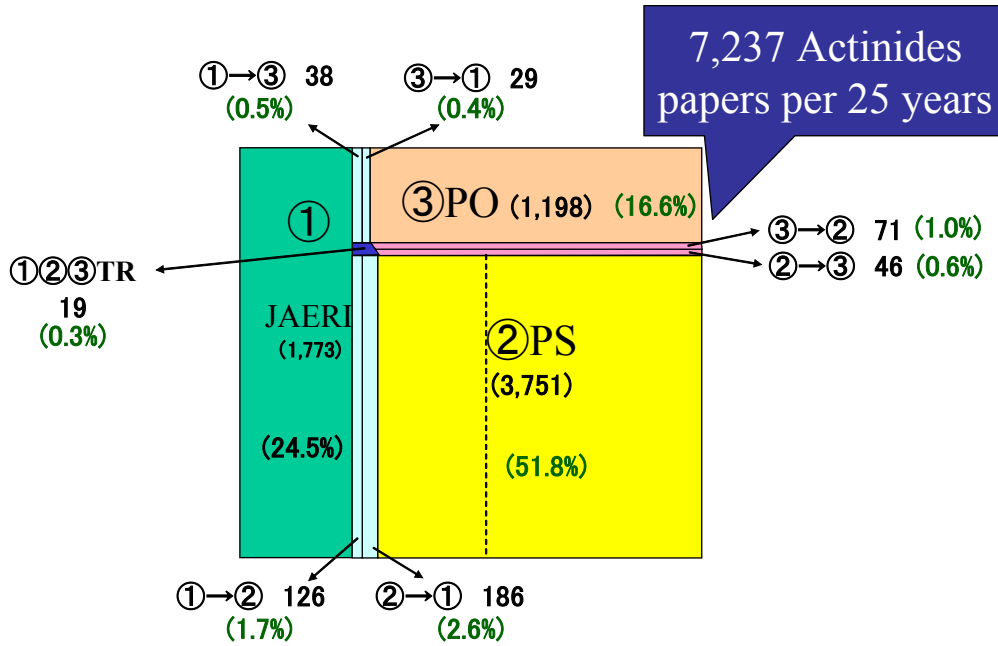 7,237 Actinides
papers per 25 years
①→③ 38
(0.5%)
③→① 29
(0.4%)
①
③PO (1,198) (16.6%)
③→② 71 (1.0%)
②→③ 46 (0.6%)
①②③TR
19
(0.3%)
JAERI
(1,773)
(24.5%)
②PS
(3,751)
(51.8%)
①→② 126
(1.7%)
②→① 186
(2.6%)